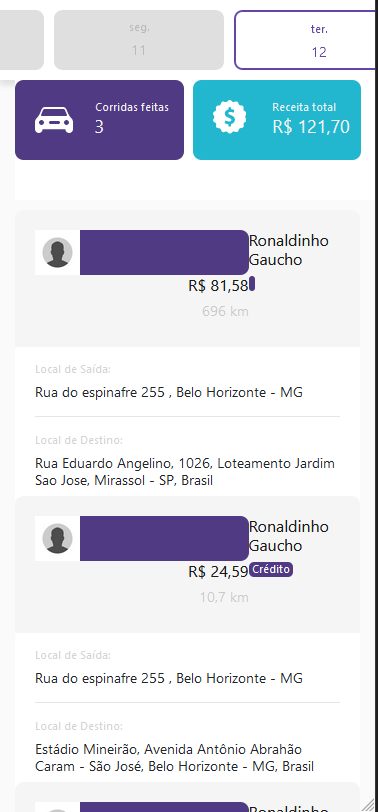 seg.
11
ter.
12
Corridas feitas
3
Receita total
R$ 121,70
Ronaldinho
Gaucho
R$ 81,58
696 km
Local de Saída:
Rua do espinafre 255 , Belo Horizonte - MG
Local de Destino:
Rua Eduardo Angelino, 1026, Loteamento Jardim
Sao Jose, Mirassol - SP, Brasil
Ronaldinho
Gaucho
R$ 24,59
Crédito
10,7 km
Local de Saída:
Rua do espinafre 255 , Belo Horizonte - MG
Local de Destino:
Estádio Mineirão, Avenida Antônio Abrahão
Caram - São José, Belo Horizonte - MG, Brasil
Ronaldinho